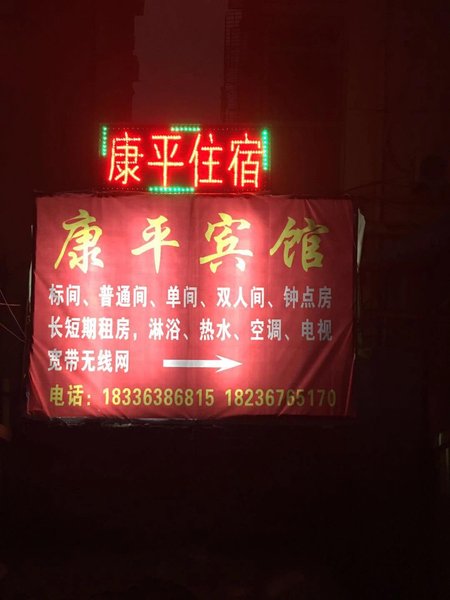 康平住宿
康平宾馆
标间、普通间、单间、双人间、钟点房
长短期租房，淋浴、热水、空调、电视
宽带无线网
电话：18336386815 18236765170